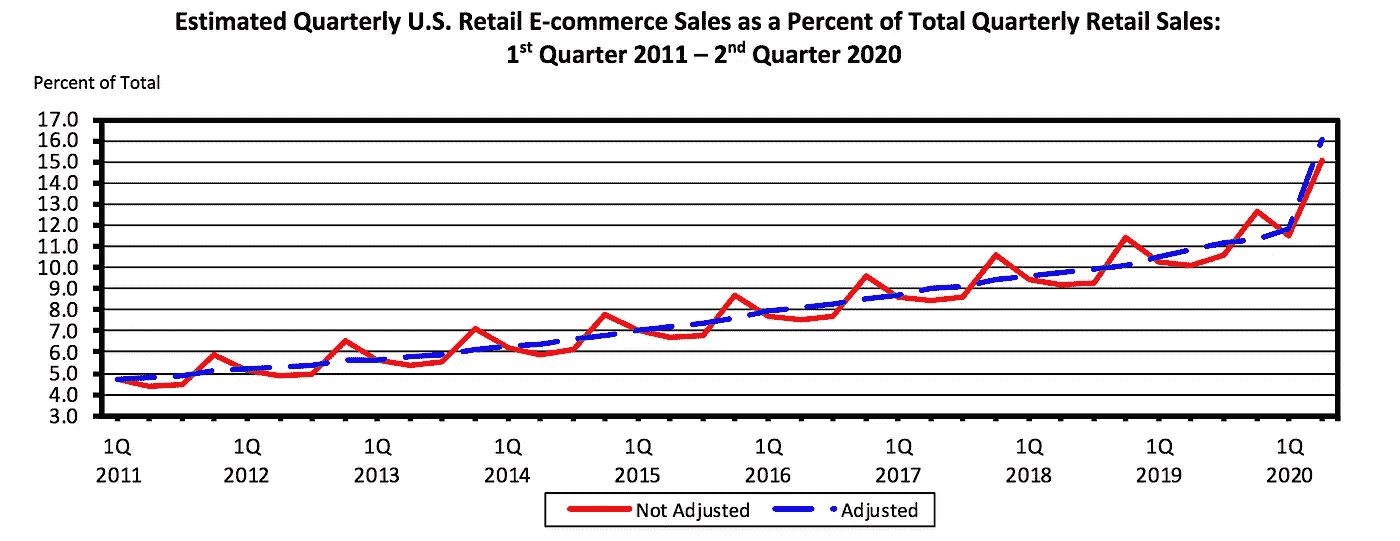 Estimated Quarterly U.S. Retail E-commerce Sales as a Percent of Total Quarterly Retail Sales:
1st Quarter 2011 – 2nd Quarter 2020
Percent of Total
17.0
16.0
15.0
14.0
13.0
12.0
11.0
10.0
9.0
8.0
7.0
6.0
5.0
4.0
3.0
1Q 1Q 1Q 1Q 1Q 1Q 1Q 1Q 1Q 1Q
2011 2012 2013 2014 2015 2016 2017 2018 2019 2020
Not Adjusted Adjusted